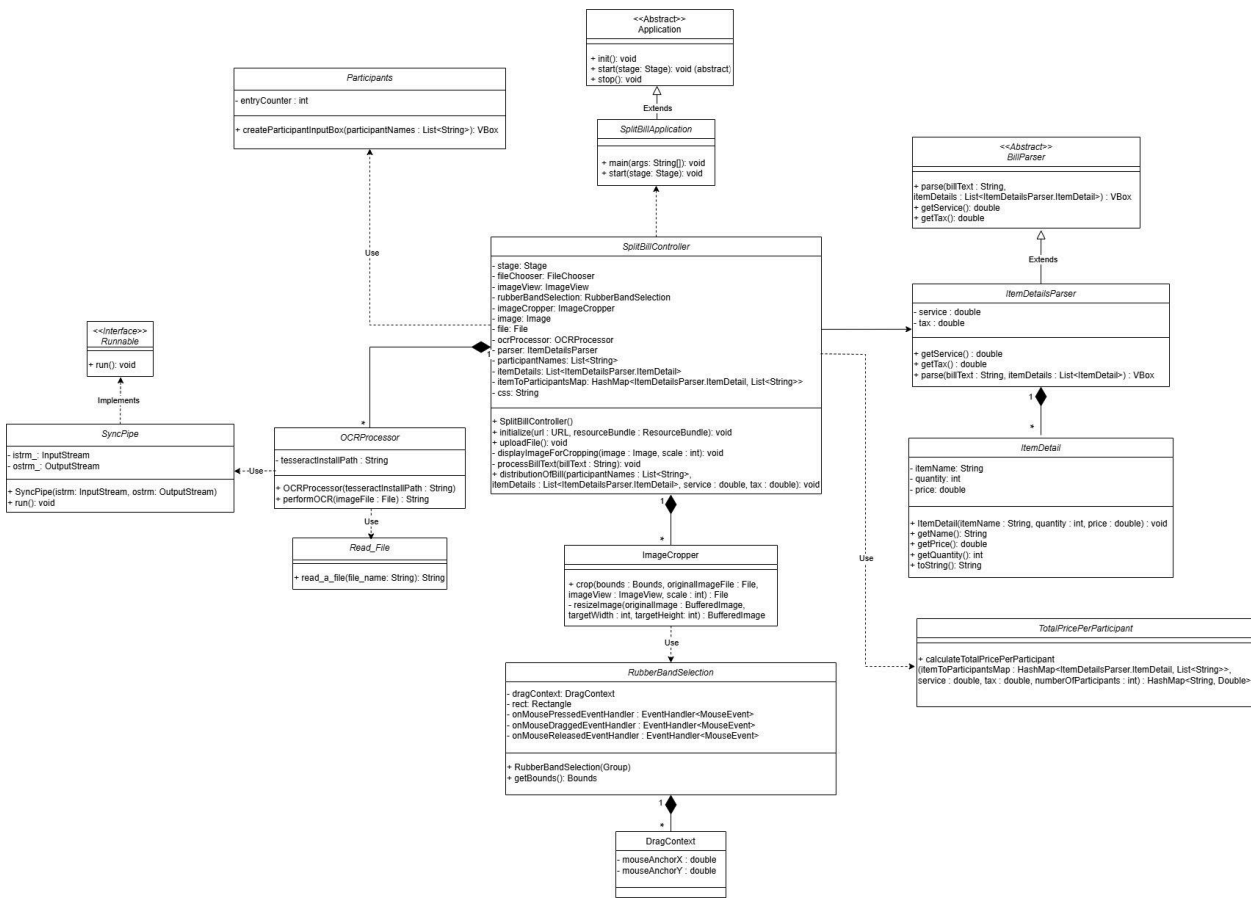 <<Abstract>>
Application
+ init(): void
+ start(stage: Stage): void (abstract)
+ stop(): void
Extends
Participants
- entryCounter : int
+ createParticipantInputBox(participantNames : List<String>): VBox
SplitBillApplication
+ main(args: String[]): void
+ start(stage: Stage): void
<<Abstract>>
BillParser
+ parse(billText : String,
itemDetails : List<ItemDetailsParser.ItemDetail>) : VBox
+ getService(): double
+ getTax(): double
Extends
Use
SplitBillController
- stage: Stage
- fileChooser: FileChooser
- imageView: ImageView
- rubberBandSelection: RubberBandSelection
- imageCropper: ImageCropper
- image: Image
- file: File
- ocrProcessor: OCRProcessor
- parser: ItemDetailsParser
- participantNames: List<String>
- itemDetails: List<ItemDetailsParser.ItemDetail>
- itemToParticipantsMap: HashMap<ItemDetailsParser.ItemDetail, List<String>>
- css: String
+ SplitBillController()
+ initialize(url : URL, resourceBundle : ResourceBundle): void
+ uploadFile(): void
- displayImageForCropping(image : Image, scale : int): void
- processBillText(billText : String): void
+ distributionOfBill(participantNames : List<String>,
itemDetails : List<ItemDetailsParser.ItemDetail>, service : double, tax : double): void
ItemDetailsParser
- service : double
- tax : double
+ getService() : double
+ getTax() : double
+ parse(billText : String, itemDetails : List<ItemDetail>) : VBox
1
*
<<Interface>>
Runnable
+ run(): void
Implements
SyncPipe
- istrm_: InputStream
- ostrm_: OutputStream
+ SyncPipe(istrm: InputStream, ostrm: OutputStream)
+ run(): void
Use
1
*
OCRProcessor
- tesseractInstallPath : String
+ OCRProcessor(tesseractInstallPath : String)
+ performOCR(imageFile : File) : String
Use
Read_File
+ read_a_file(file_name: String): String
ItemDetail
- itemName: String
- quantity: int
- price: double
+ ItemDetail(itemName : String, quantity : int, price : double) : void
+ getName(): String
+ getPrice(): double
+ getQuantity(): int
+ toString(): String
1
*
ImageCropper
+ crop(bounds : Bounds, originalImageFile : File,
imageView : ImageView, scale : int) : File
- resizeImage(originalImage : BufferedImage,
targetWidth : int, targetHeight: int) : BufferedImage
Use
Use
TotalPricePerParticipant
+ calculateTotalPricePerParticipant
(itemToParticipantsMap : HashMap<ItemDetailsParser.ItemDetail, List<String>>,
service : double, tax : double, numberOfParticipants : int) : HashMap<String, Double>
RubberBandSelection
- dragContext: DragContext
- rect: Rectangle
- onMousePressedEventHandler : EventHandler<MouseEvent>
- onMouseDraggedEventHandler : EventHandler<MouseEvent>
- onMouseReleasedEventHandler : EventHandler<MouseEvent>
+ RubberBandSelection(Group)
+ getBounds(): Bounds
1
*
DragContext
- mouseAnchorX : double
- mouseAnchorY : double